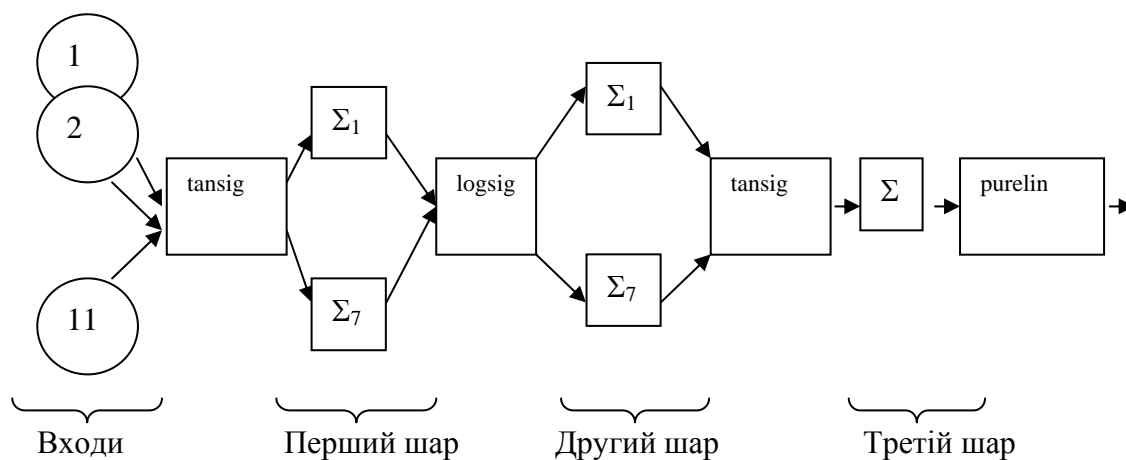 1
2
11
tansig
Σ1
Σ7
logsig
Σ1
Σ7
tansig
Σ
purelin
Входи
Перший шар
Другий шар
Третій шар